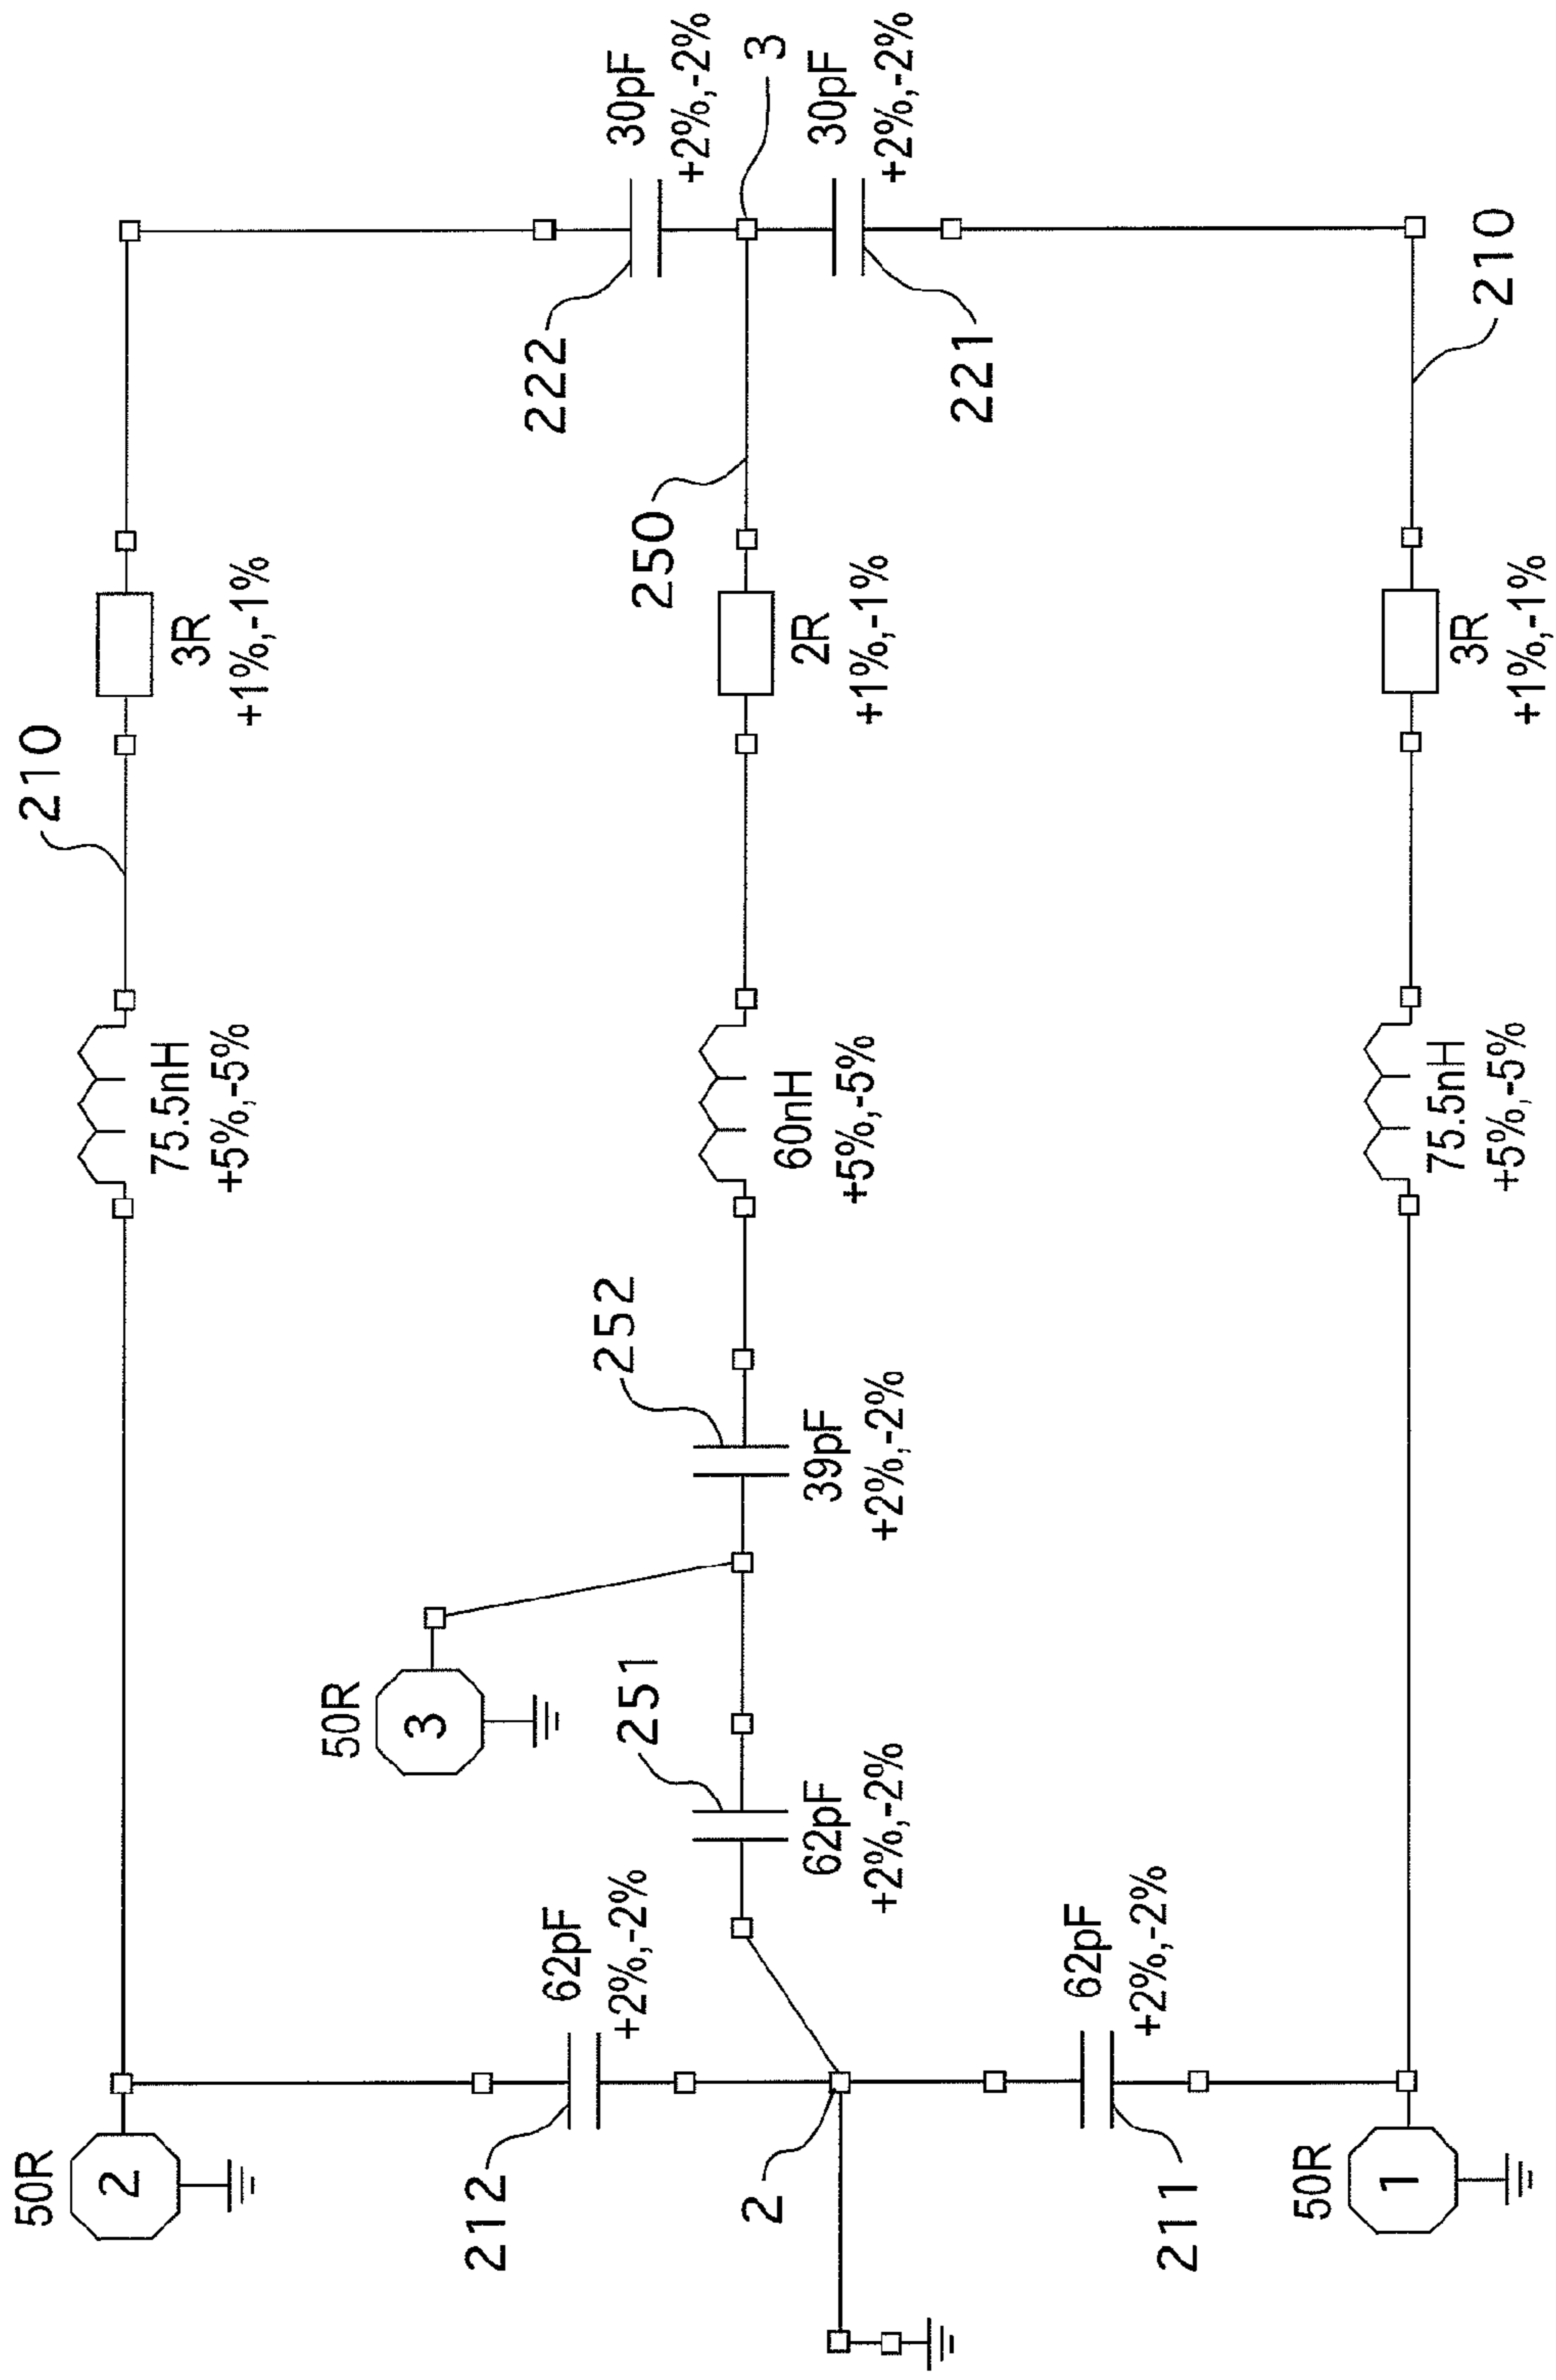 210
75.5nH
+5%,-5%
3R
+1%,-1%
50R
2
212
62pF
+2%,-2%
222
30pF
+2%,-2%
3
50R
3
251
62pF
+2%,-2%
252
39pF
+2%,-2%
60nH
+5%,-5%
250
2R
+1%,-1%
2
221
30pF
+2%,-2%
211
62pF
+2%,-2%
50R
1
75.5nH
+5%,-5%
3R
+1%,-1%
210